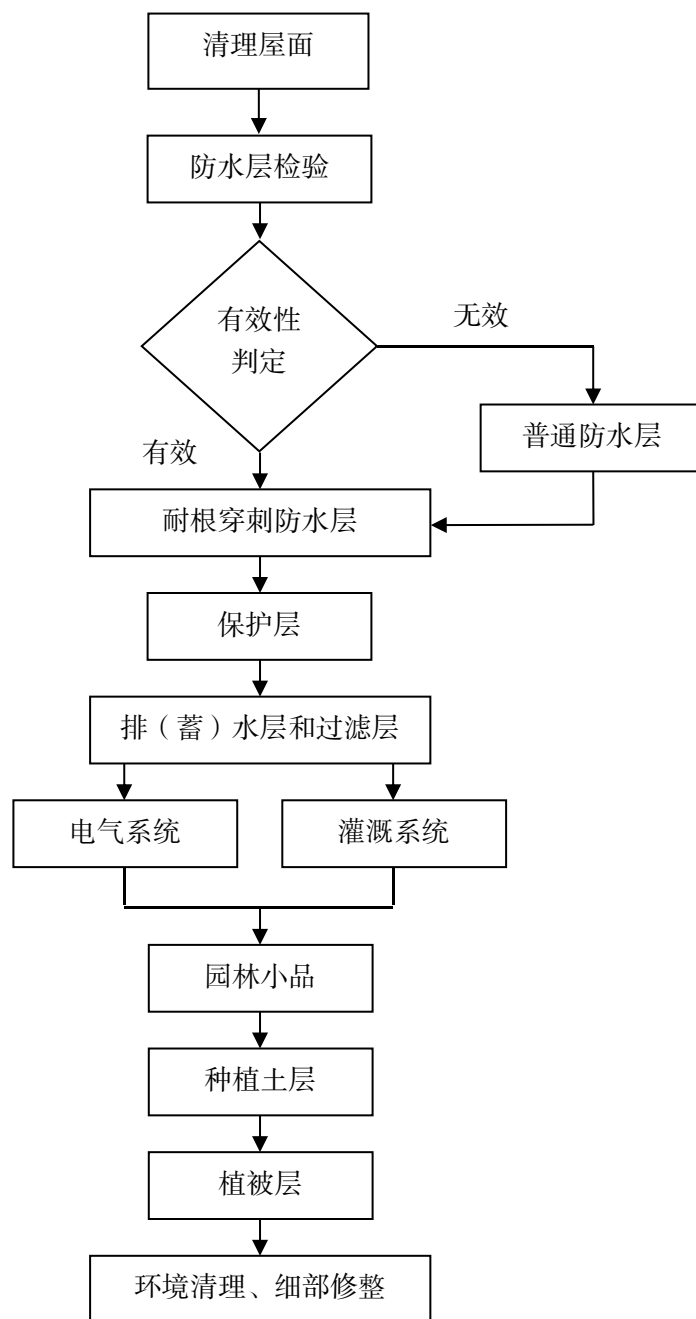 清理屋面
防水层检验
有效性
判定
无效
普通防水层
有效
耐根穿刺防水层
保护层
排（蓄）水层和过滤层
电气系统
灌溉系统
园林小品
种植土层
植被层
环境清理、细部修整